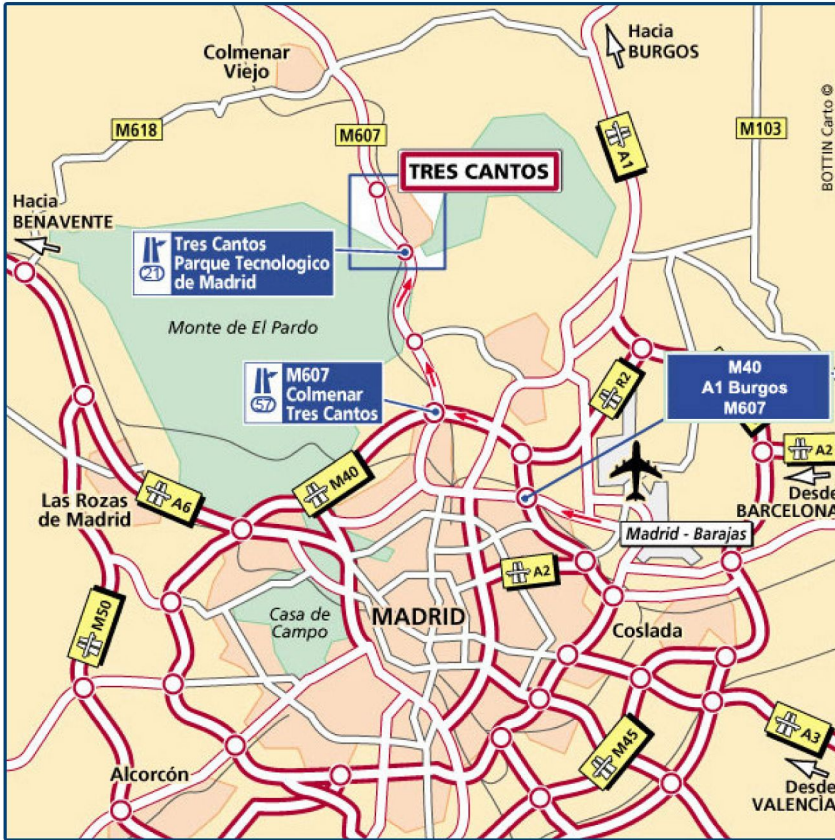 Colmenar
Viejo
Hacia
BURGOS
BOTTIN Carto ©
M618
M607
A1
M103
TRES CANTOS
Hacia
BENAVENTE
21
Tres Cantos
Parque Tecnologico
de Madrid
Monte de El Pardo
57
M607
Colmenar
Tres Cantos
R2
M40
A1 Burgos
M607
A2
Desde
BARCELONA
M40
A6
Las Rozas
de Madrid
Madrid - Barajas
A2
M50
Casa de
Campo
MADRID
Coslada
M45
A3
Alcorcón
Desde
VALENCIA